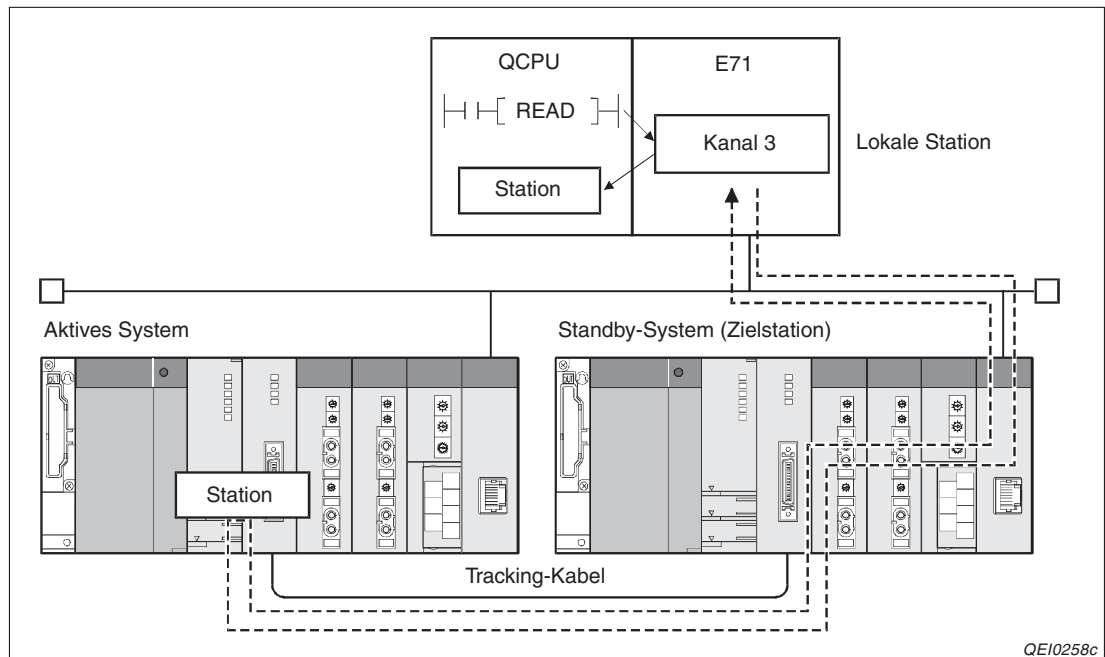 QCPU
E71
READ
Kanal 3
Lokale Station
Station
Aktives System
Standby-System (Zielstation)
Station
Tracking-Kabel
QEI0258c